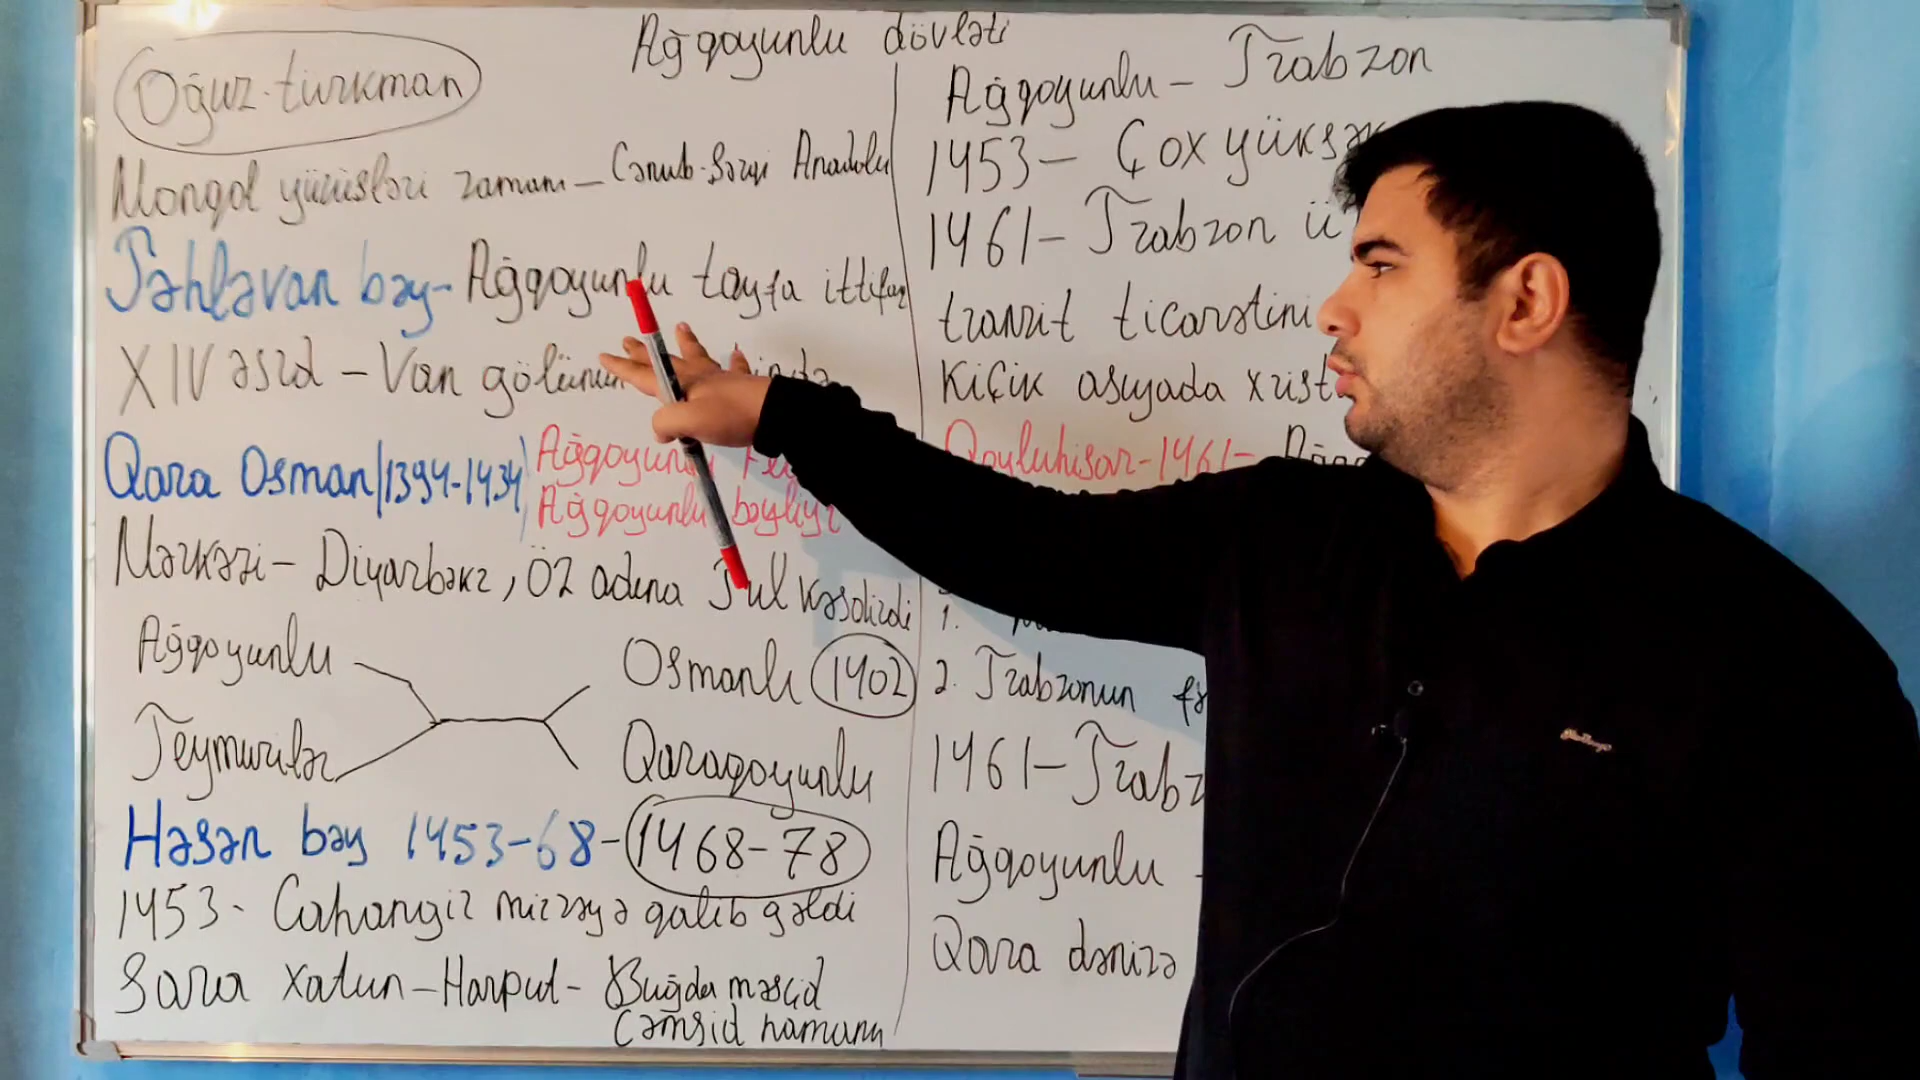 Ağqoyunlu dövləti
Oğuz-türkman
Monqol yürüşləri zamanı – Cənub-Şərqi Anadolu
Pəhləvan bəy - Ağqoyunlu tayfa ittifaq
XIV əsrd – Van gölünün
Qara Osman (1394-1434)
Ağqoyunlu
Ağqoyunlu bəyliyi
Mərkəzi – Diyarbəkr, öz adına pul kəsdirdi
Ağqoyunlu
Osmanlı 1402
Teymurilər
Qaraqoyunlu
Həsən bəy 1453-68 - 1468-78
1453 - Cahangir mirzəyə qalib gəldi
Sara xatun – Harput - Buğda məscid
Cəmşid hamamı
Ağqoyunlu – Trabzon
1453 – Çox yüksək
1461 – Trabzon
tranzit ticarətini
Kiçik asiyada xrist
Qoyluhisar - 1461 -
1.
2. Trabzonun
1461 – Trabz
Ağqoyunlu -
Qara dənizə